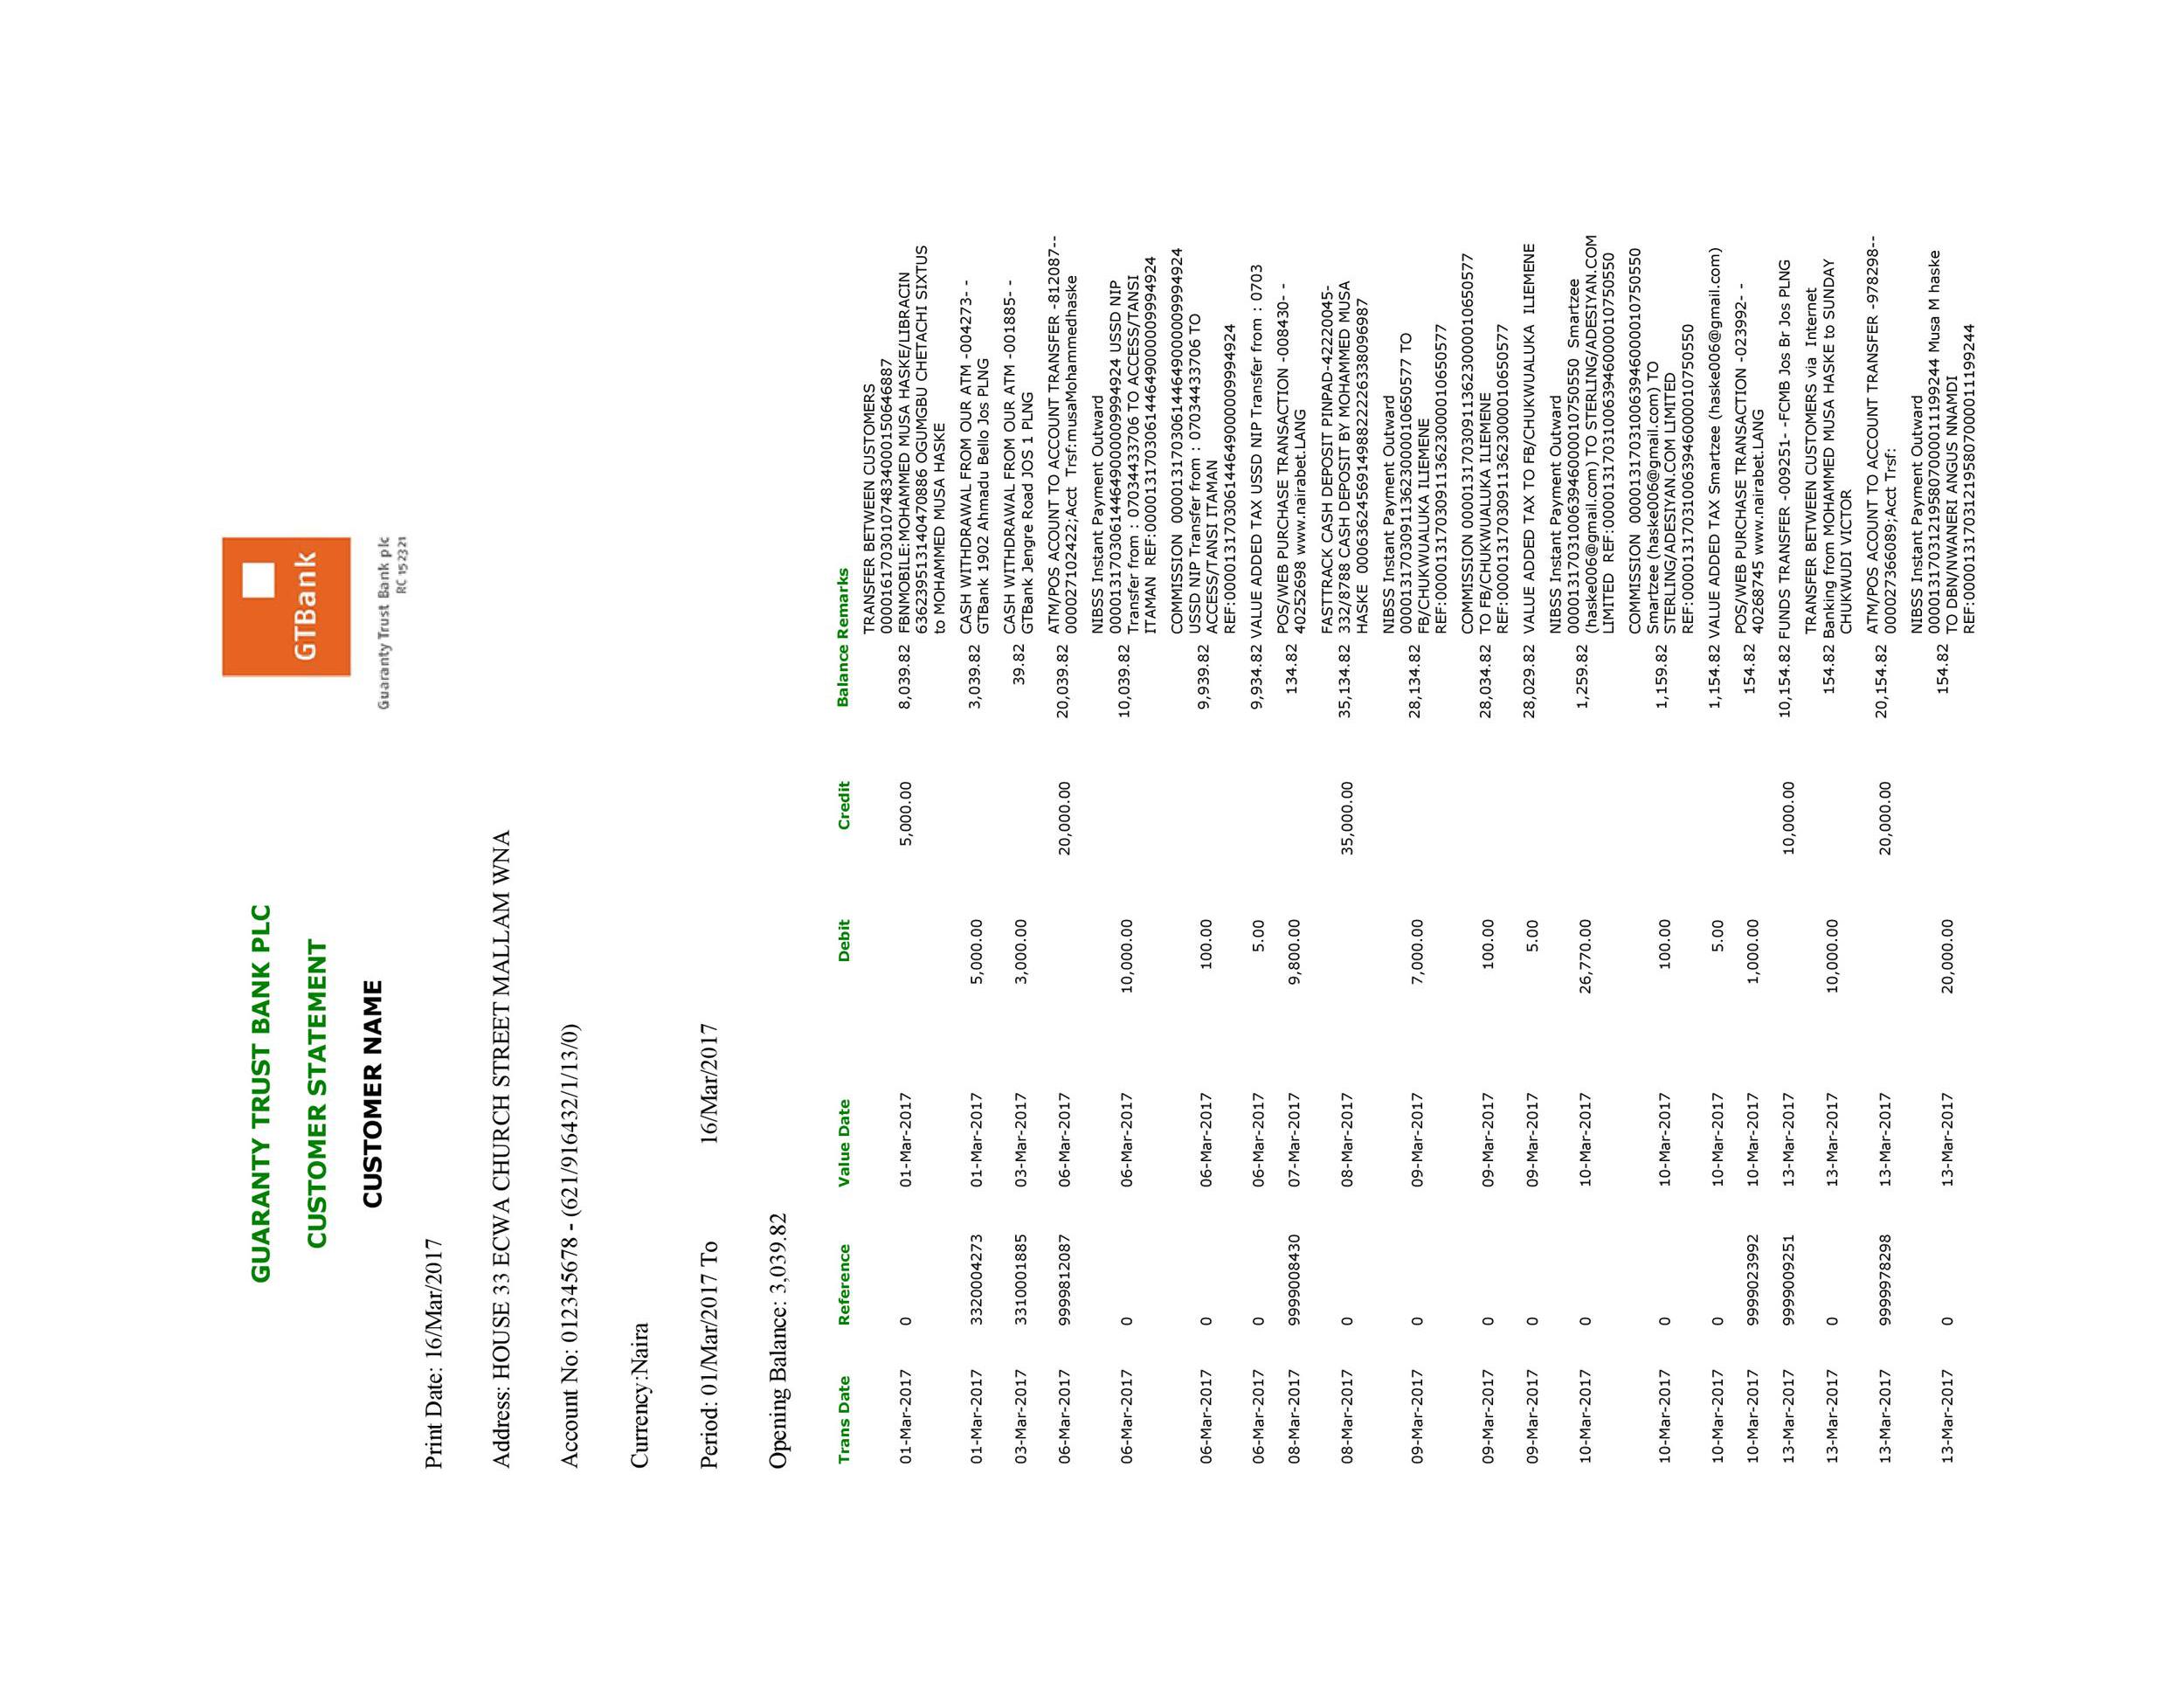 GTBank
Guaranty Trust Bank plc
RC 152321
GUARANTY TRUST BANK PLC
CUSTOMER STATEMENT
CUSTOMER NAME
Print Date: 16/Mar/2017
Address: HOUSE 33 ECWA CHURCH STREET MALLAM WNA
Account No: 012345678 - (621/916432/1/13/0)
Currency:Naira
Period: 01/Mar/2017 To 16/Mar/2017
Opening Balance: 3,039.82
Trans Date Reference Value Date Debit Credit Balance Remarks
TRANSFER BETWEEN CUSTOMERS
000016170301107483400015064​6887
01-Mar-2017 0 01-Mar-2017 5,000.00 8,039.82 FBNMOBILE:MOHAMMED MUSA HASKE/LIBRACIN
636239513140470886 OGUMGBU CHETACHI SIXTUS
to MOHAMMED MUSA HASKE
01-Mar-2017 3320004273 01-Mar-2017 5,000.00 3,039.82 CASH WITHDRAWAL FROM OUR ATM -004273- -
GTBank 1902 Ahmadu Bello Jos PLNG
03-Mar-2017 3310001885 03-Mar-2017 3,000.00 39.82 CASH WITHDRAWAL FROM OUR ATM -001885- -
GTBank Jengre Road JOS 1 PLNG
06-Mar-2017 9999812087 06-Mar-2017 20,000.00 20,039.82 ATM/POS ACOUNT TO ACCOUNT TRANSFER -812087--
000027102422;Acct Trsf:musaMohammedhaske
NIBSS Instant Payment Outward
0000131703061446490000009994924 USSD NIP
06-Mar-2017 0 06-Mar-2017 10,000.00 10,039.82 Transfer from : 07034433706 TO ACCESS/TANSI
ITAMAN REF:0000131703061446490000009994924
COMMISSION 0000131703061446490000009994924
06-Mar-2017 0 06-Mar-2017 100.00 9,939.82 USSD NIP Transfer from : 07034433706 TO
ACCESS/TANSI ITAMAN
REF:0000131703061446490000009994924
06-Mar-2017 0 06-Mar-2017 5.00 9,934.82 VALUE ADDED TAX USSD NIP Transfer from : 0703
08-Mar-2017 9999008430 07-Mar-2017 9,800.00 134.82 POS/WEB PURCHASE TRANSACTION -008430- -
40252698 www.nairabet.LANG
FASTTRACK CASH DEPOSIT PINPAD-42220045-
08-Mar-2017 0 08-Mar-2017 35,000.00 35,134.82 332/8788 CASH DEPOSIT BY MOHAMMED MUSA
HASKE 0006362456914988222263380​96987
NIBSS Instant Payment Outward
000013170309113623000010650577 TO
09-Mar-2017 0 09-Mar-2017 7,000.00 28,134.82 FB/CHUKWUALUKA ILIEMENE
REF:000013170309113623000010650577
COMMISSION 000013170309113623000010650577
09-Mar-2017 0 09-Mar-2017 100.00 28,034.82 TO FB/CHUKWUALUKA ILIEMENE
REF:000013170309113623000010650577
09-Mar-2017 0 09-Mar-2017 5.00 28,029.82 VALUE ADDED TAX TO FB/CHUKWUALUKA ILIEMENE
NIBSS Instant Payment Outward
000013170310063946000010750550 Smartzee
10-Mar-2017 0 10-Mar-2017 26,770.00 1,259.82 (haske006@gmail.com) TO STERLING/ADESIYAN.COM
LIMITED REF:000013170310063946000010750550
COMMISSION 000013170310063946000010750550
10-Mar-2017 0 10-Mar-2017 100.00 1,159.82 Smartzee (haske006@gmail.com) TO
STERLING/ADESIYAN.COM LIMITED
REF:000013170310063946000010750550
10-Mar-2017 0 10-Mar-2017 5.00 1,154.82 VALUE ADDED TAX Smartzee (haske006@gmail.com)
10-Mar-2017 9999023992 10-Mar-2017 1,000.00 154.82 POS/WEB PURCHASE TRANSACTION -023992- -
40268745 www.nairabet.LANG
13-Mar-2017 9999009251 13-Mar-2017 10,000.00 10,154.82 FUNDS TRANSFER -009251- -FCMB Jos Br Jos PLNG
TRANSFER BETWEEN CUSTOMERS via Internet
13-Mar-2017 0 13-Mar-2017 10,000.00 154.82 Banking from MOHAMMED MUSA HASKE to SUNDAY
CHUKWUDI VICTOR
13-Mar-2017 9999978298 13-Mar-2017 20,000.00 20,154.82 ATM/POS ACOUNT TO ACCOUNT TRANSFER -978298--
000027366089;Acct Trsf:
NIBSS Instant Payment Outward
000013170312195807000011199244 Musa M haske
13-Mar-2017 0 13-Mar-2017 20,000.00 154.82 TO DBN/NWANERI ANGUS NNAMDI
REF:000013170312195807000011199244